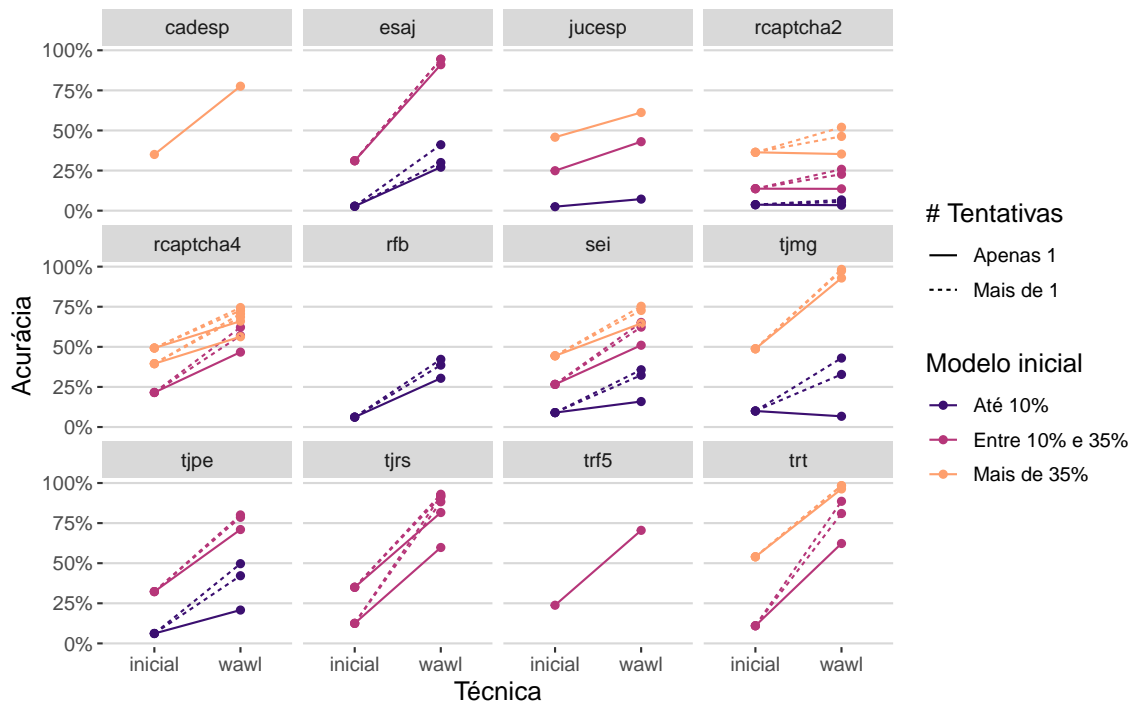 cadesp esaj jucesp rcaptcha2
100%
75%
50%
25%
0%
rcaptcha4 rfb sei tjmg
100%
75%
50%
25%
0%
tjpe tjrs trf5 trt
100%
75%
50%
25%
0%
inicial wawl inicial wawl inicial wawl inicial wawl
Técnica
Acurácia
# Tentativas
Apenas 1
Mais de 1
Modelo inicial
Até 10%
Entre 10% e 35%
Mais de 35%